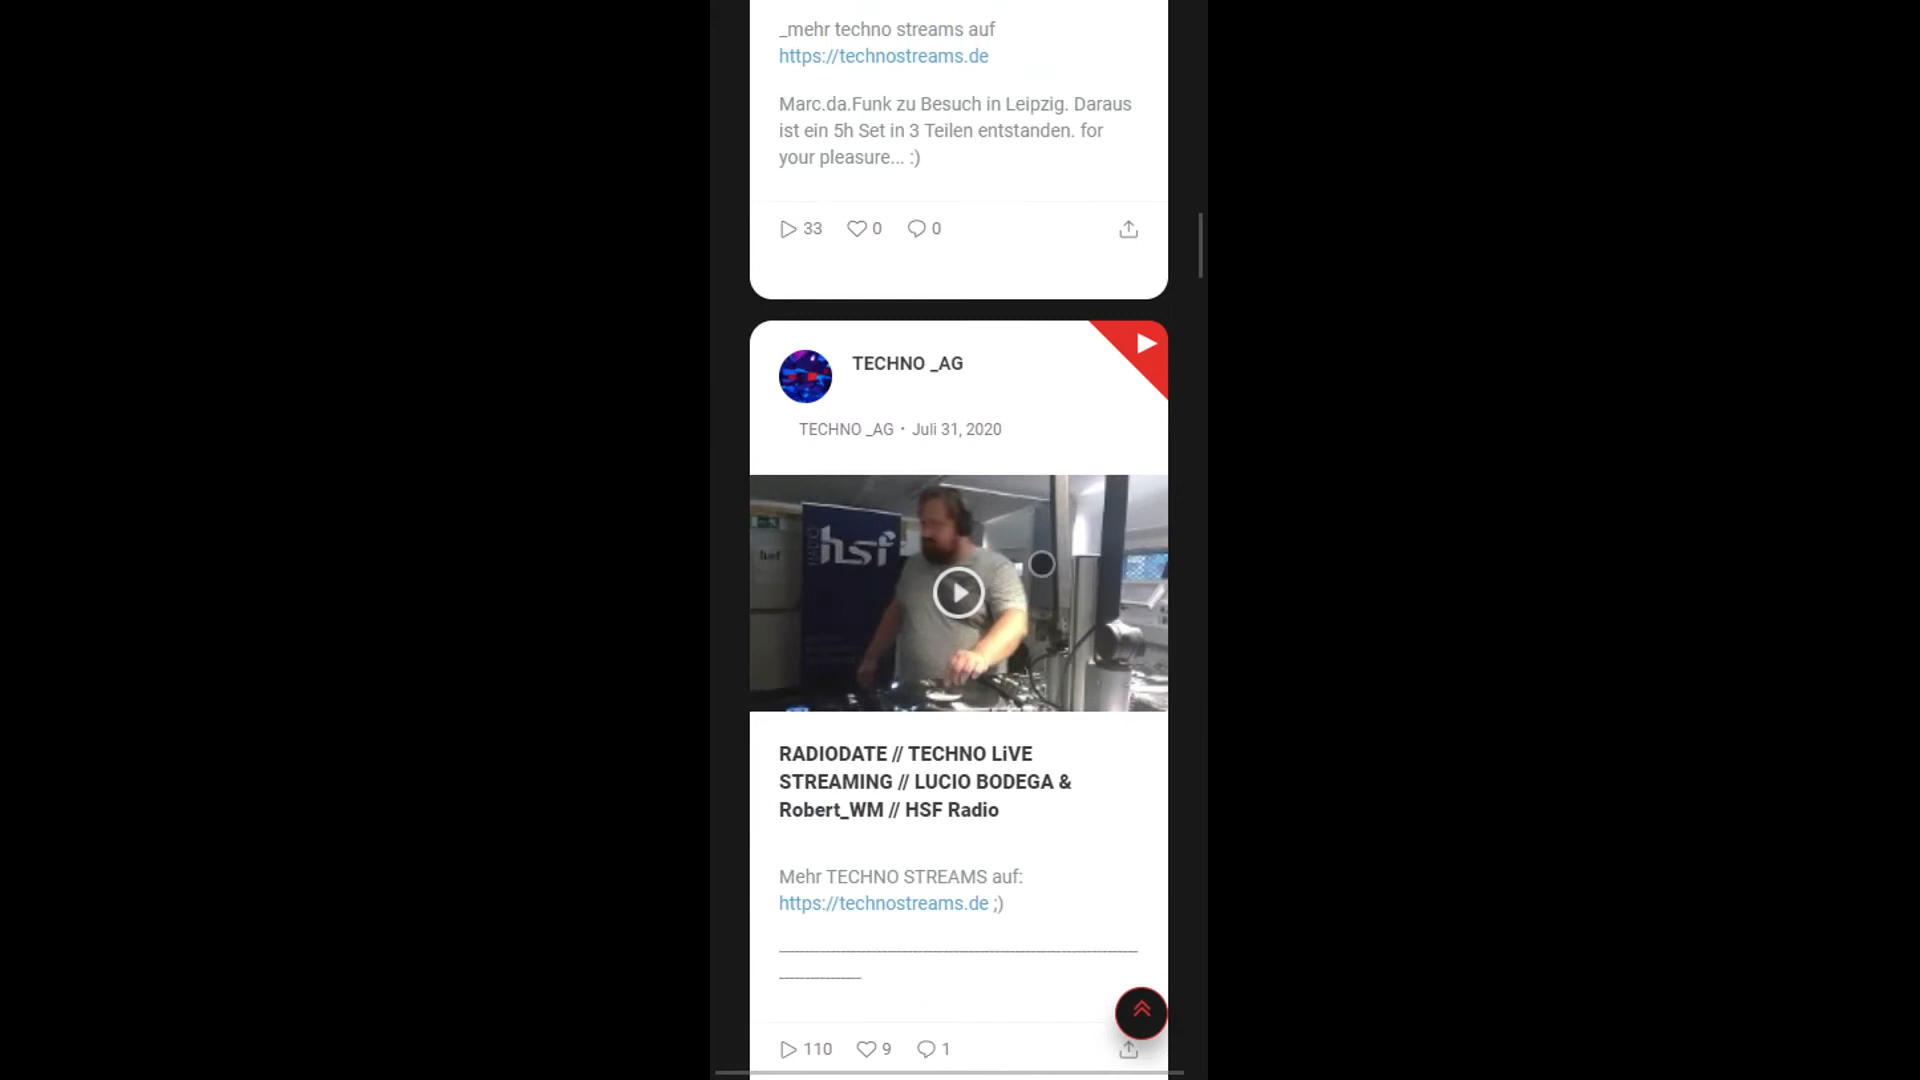 _mehr techno streams auf
https://technostreams.de
Marc.da.Funk zu Besuch in Leipzig. Daraus
ist ein 5h Set in 3 Teilen entstanden. for
your pleasure... :)
33 0 0
TECHNO _AG
TECHNO _AG · Juli 31, 2020
RADIO hsf
hsf
RADIODATE // TECHNO LiVE
STREAMING // LUCIO BODEGA &
Robert_WM // HSF Radio
Mehr TECHNO STREAMS auf:
https://technostreams.de ;)
110 9 1